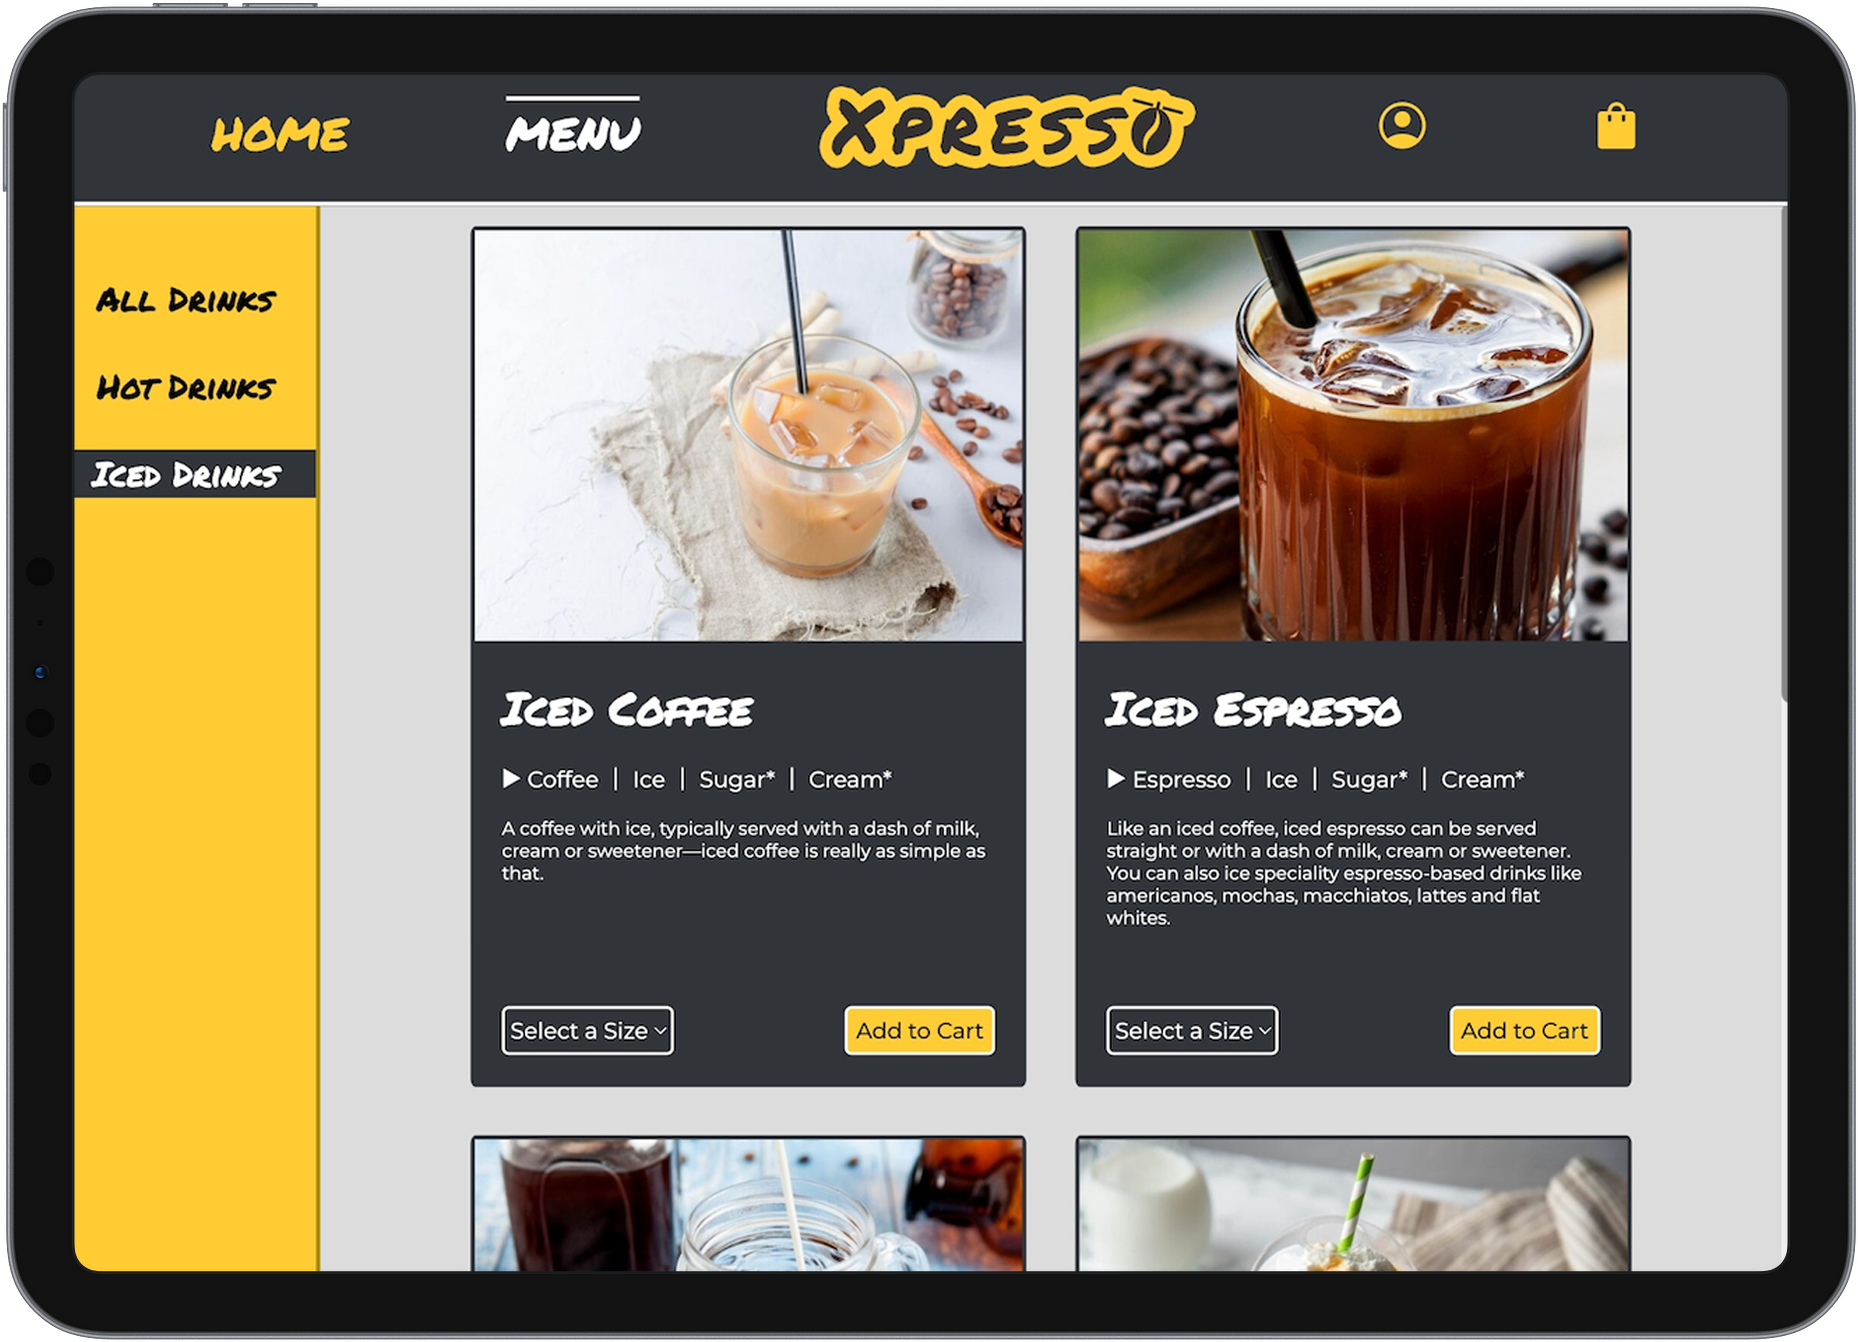 HOME
MENU
XPRESSO
ALL DRINKS
HOT DRINKS
ICED DRINKS
ICED COFFEE
Coffee | Ice | Sugar* | Cream*
A coffee with ice, typically served with a dash of milk,
cream or sweetener—iced coffee is really as simple as
that.
Select a Size
Add to Cart
ICED ESPRESSO
Espresso | Ice | Sugar* | Cream*
Like an iced coffee, iced espresso can be served
straight or with a dash of milk, cream or sweetener.
You can also ice speciality espresso-based drinks like
americanos, mochas, macchiatos, lattes and flat
whites.
Select a Size
Add to Cart